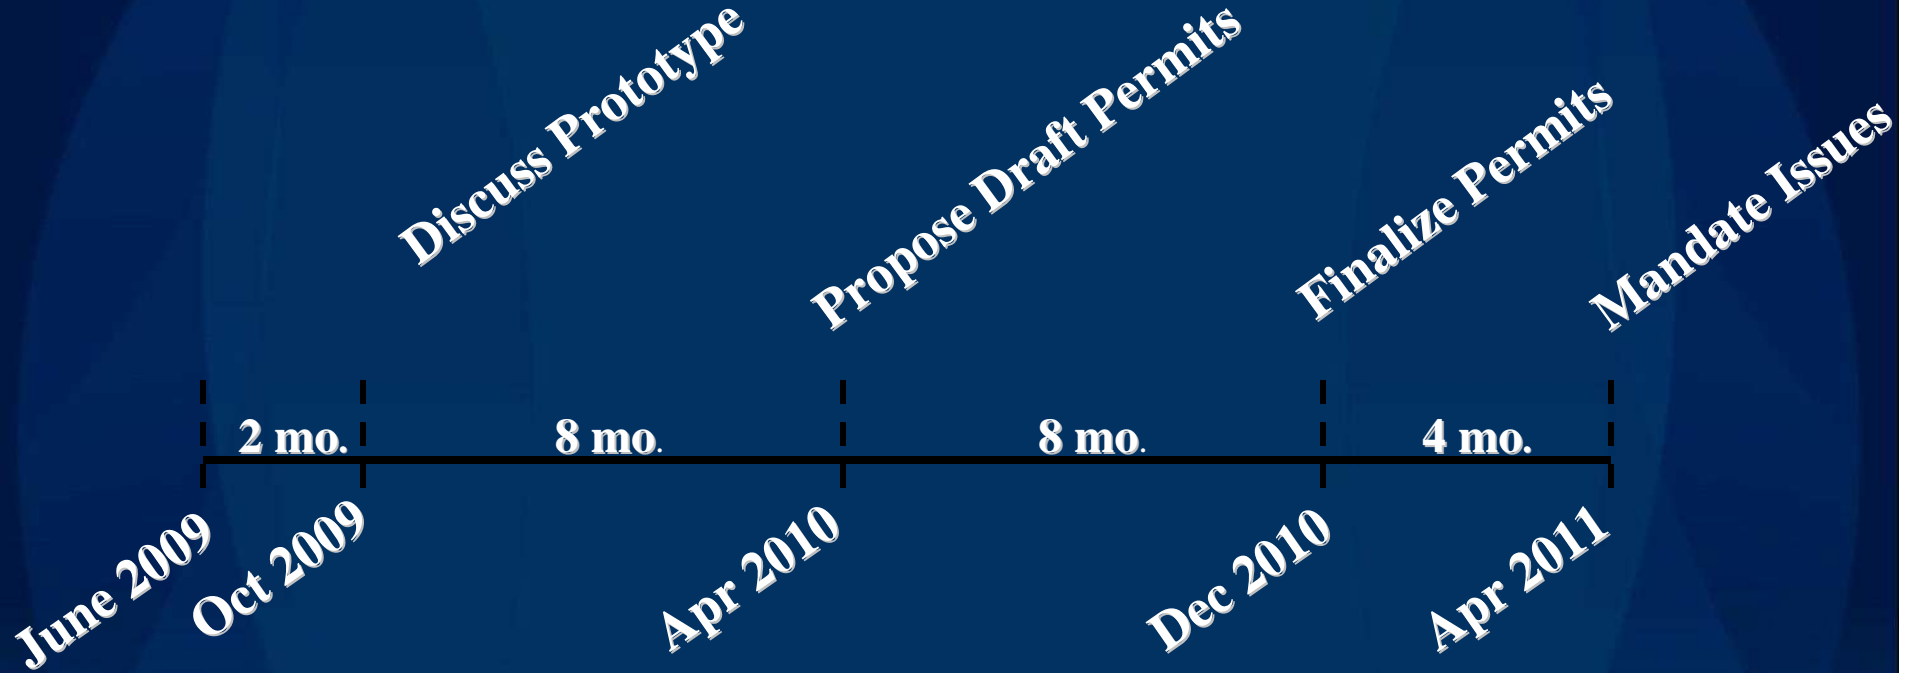 Discuss Prototype
Propose Draft Permits
Finalize Permits
Mandate Issues
2 mo.
8 mo.
8 mo.
4 mo.
June 2009
Oct 2009
Apr 2010
Dec 2010
Apr 2011